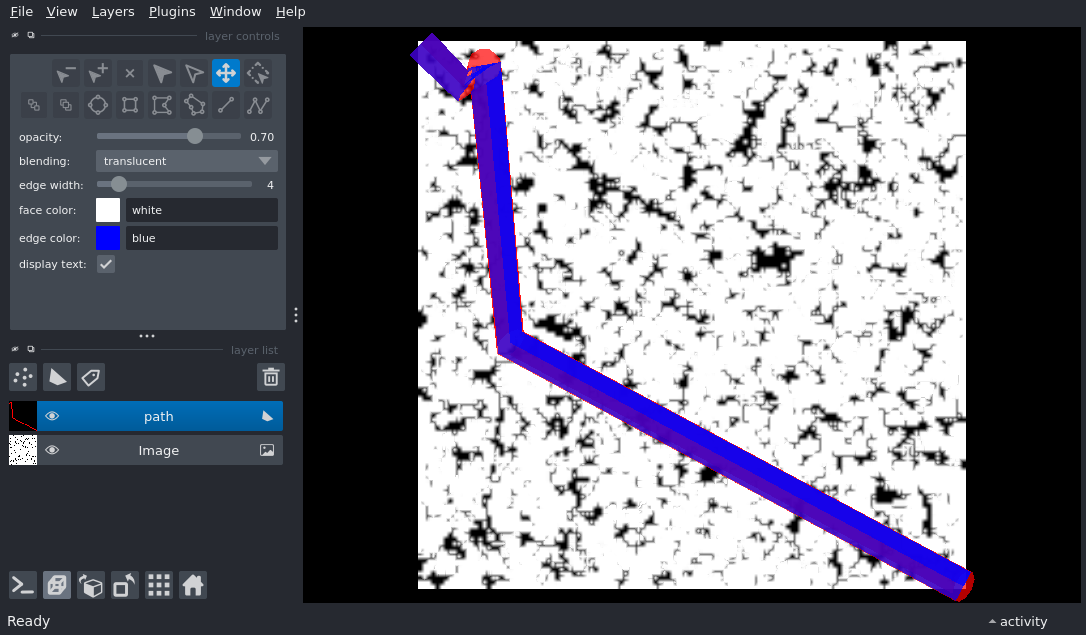 File View Layers Plugins Window Help
layer controls
opacity: 0.70
blending: translucent
edge width: 4
face color: white
edge color: blue
display text:
layer list
path
Image
Ready
activity